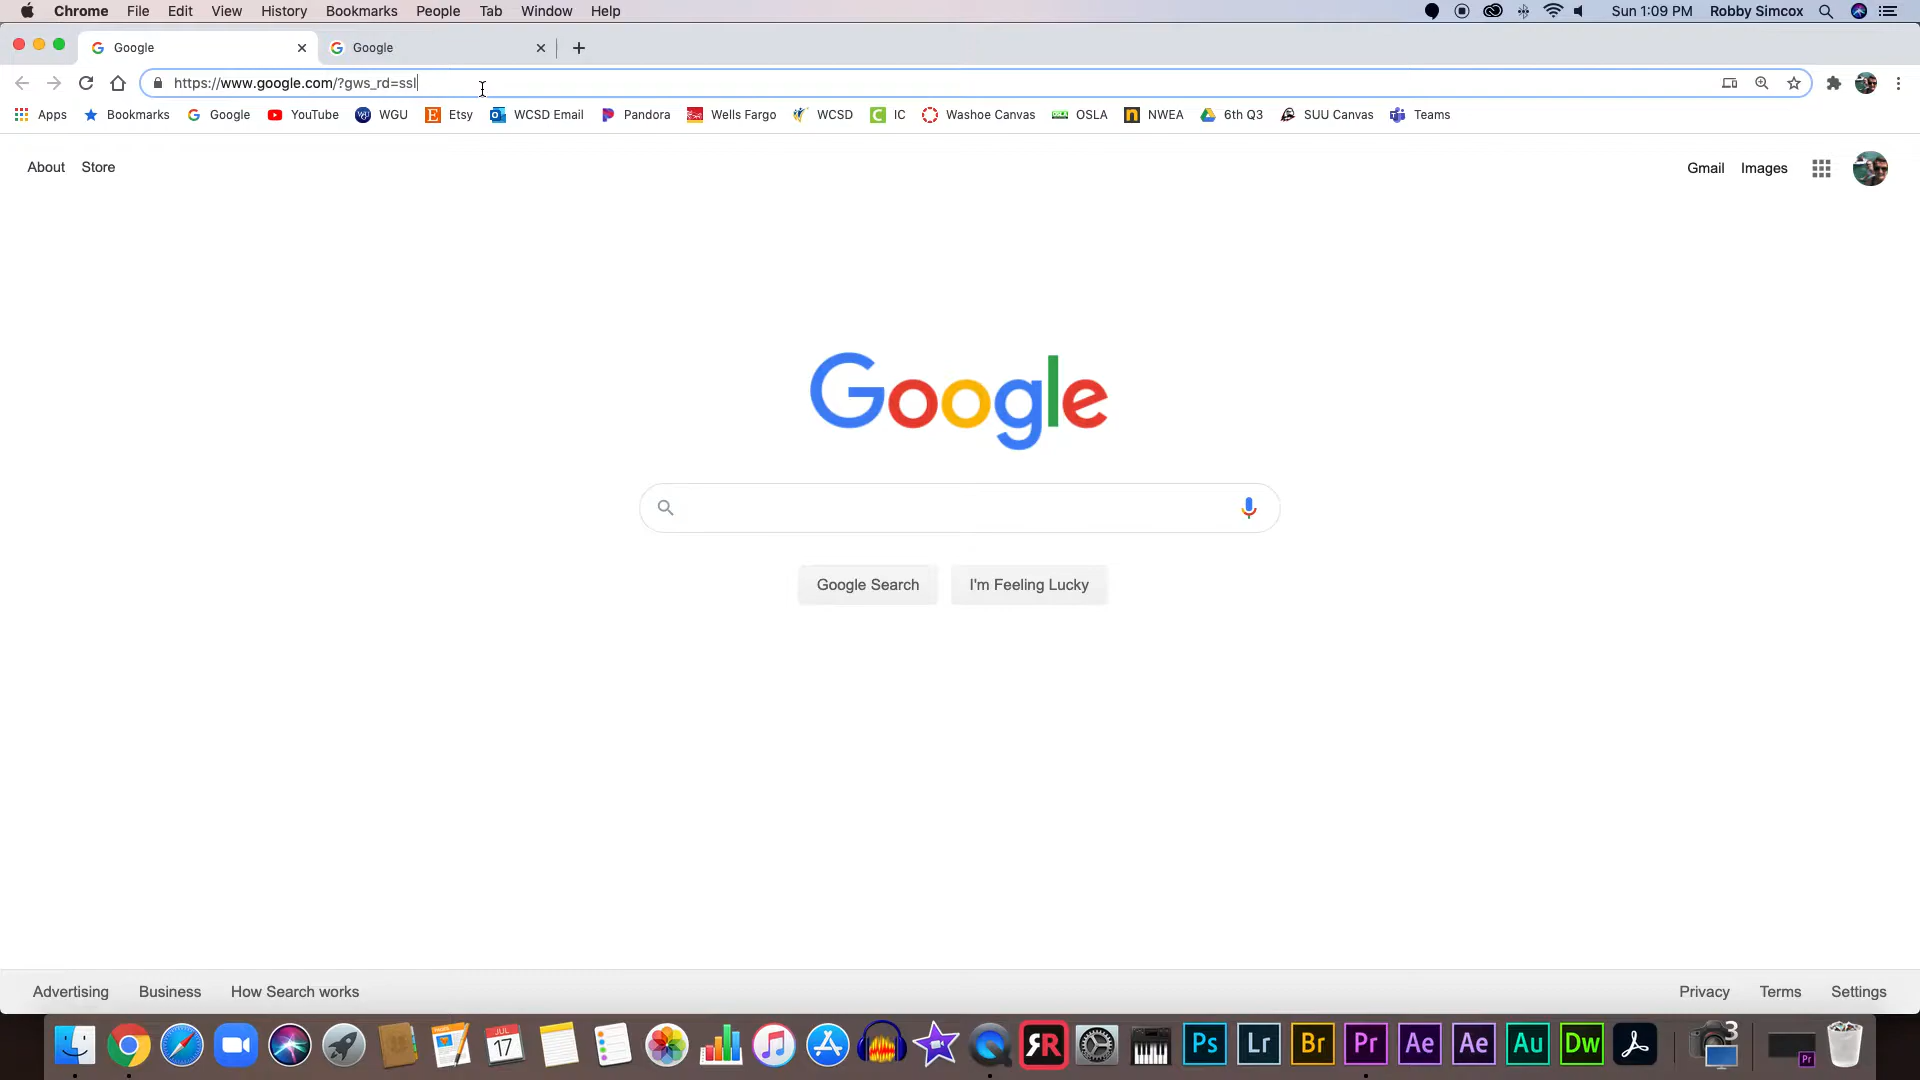 Chrome File Edit View History Bookmarks People Tab Window Help Sun 1:09 PM Robby Simcox
Google Google
https://www.google.com/?gws_rd=ssl
Apps Bookmarks Google YouTube WGU Etsy WCSD Email Pandora Wells Fargo WCSD IC Washoe Canvas OSLA NWEA 6th Q3 SUU Canvas Teams
About Store Gmail Images
Google
Google Search I'm Feeling Lucky
Advertising Business How Search works Privacy Terms Settings
JUL
17 Ps Lr Br Pr Ae Ae Au Dw 3 Pr